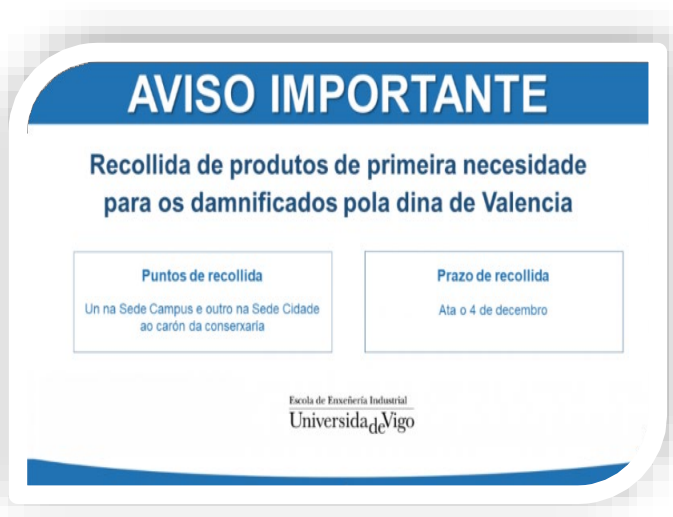 AVISO IMPORTANTE
Recollida de produtos de primeira necesidade
para os damnificados pola dina de Valencia
Puntos de recollida
Un na Sede Campus e outro na Sede Cidade
ao carón da conserxaría
Prazo de recollida
Ata o 4 de decembro
Escola de Enxeñería Industrial
UniversidadeVigo